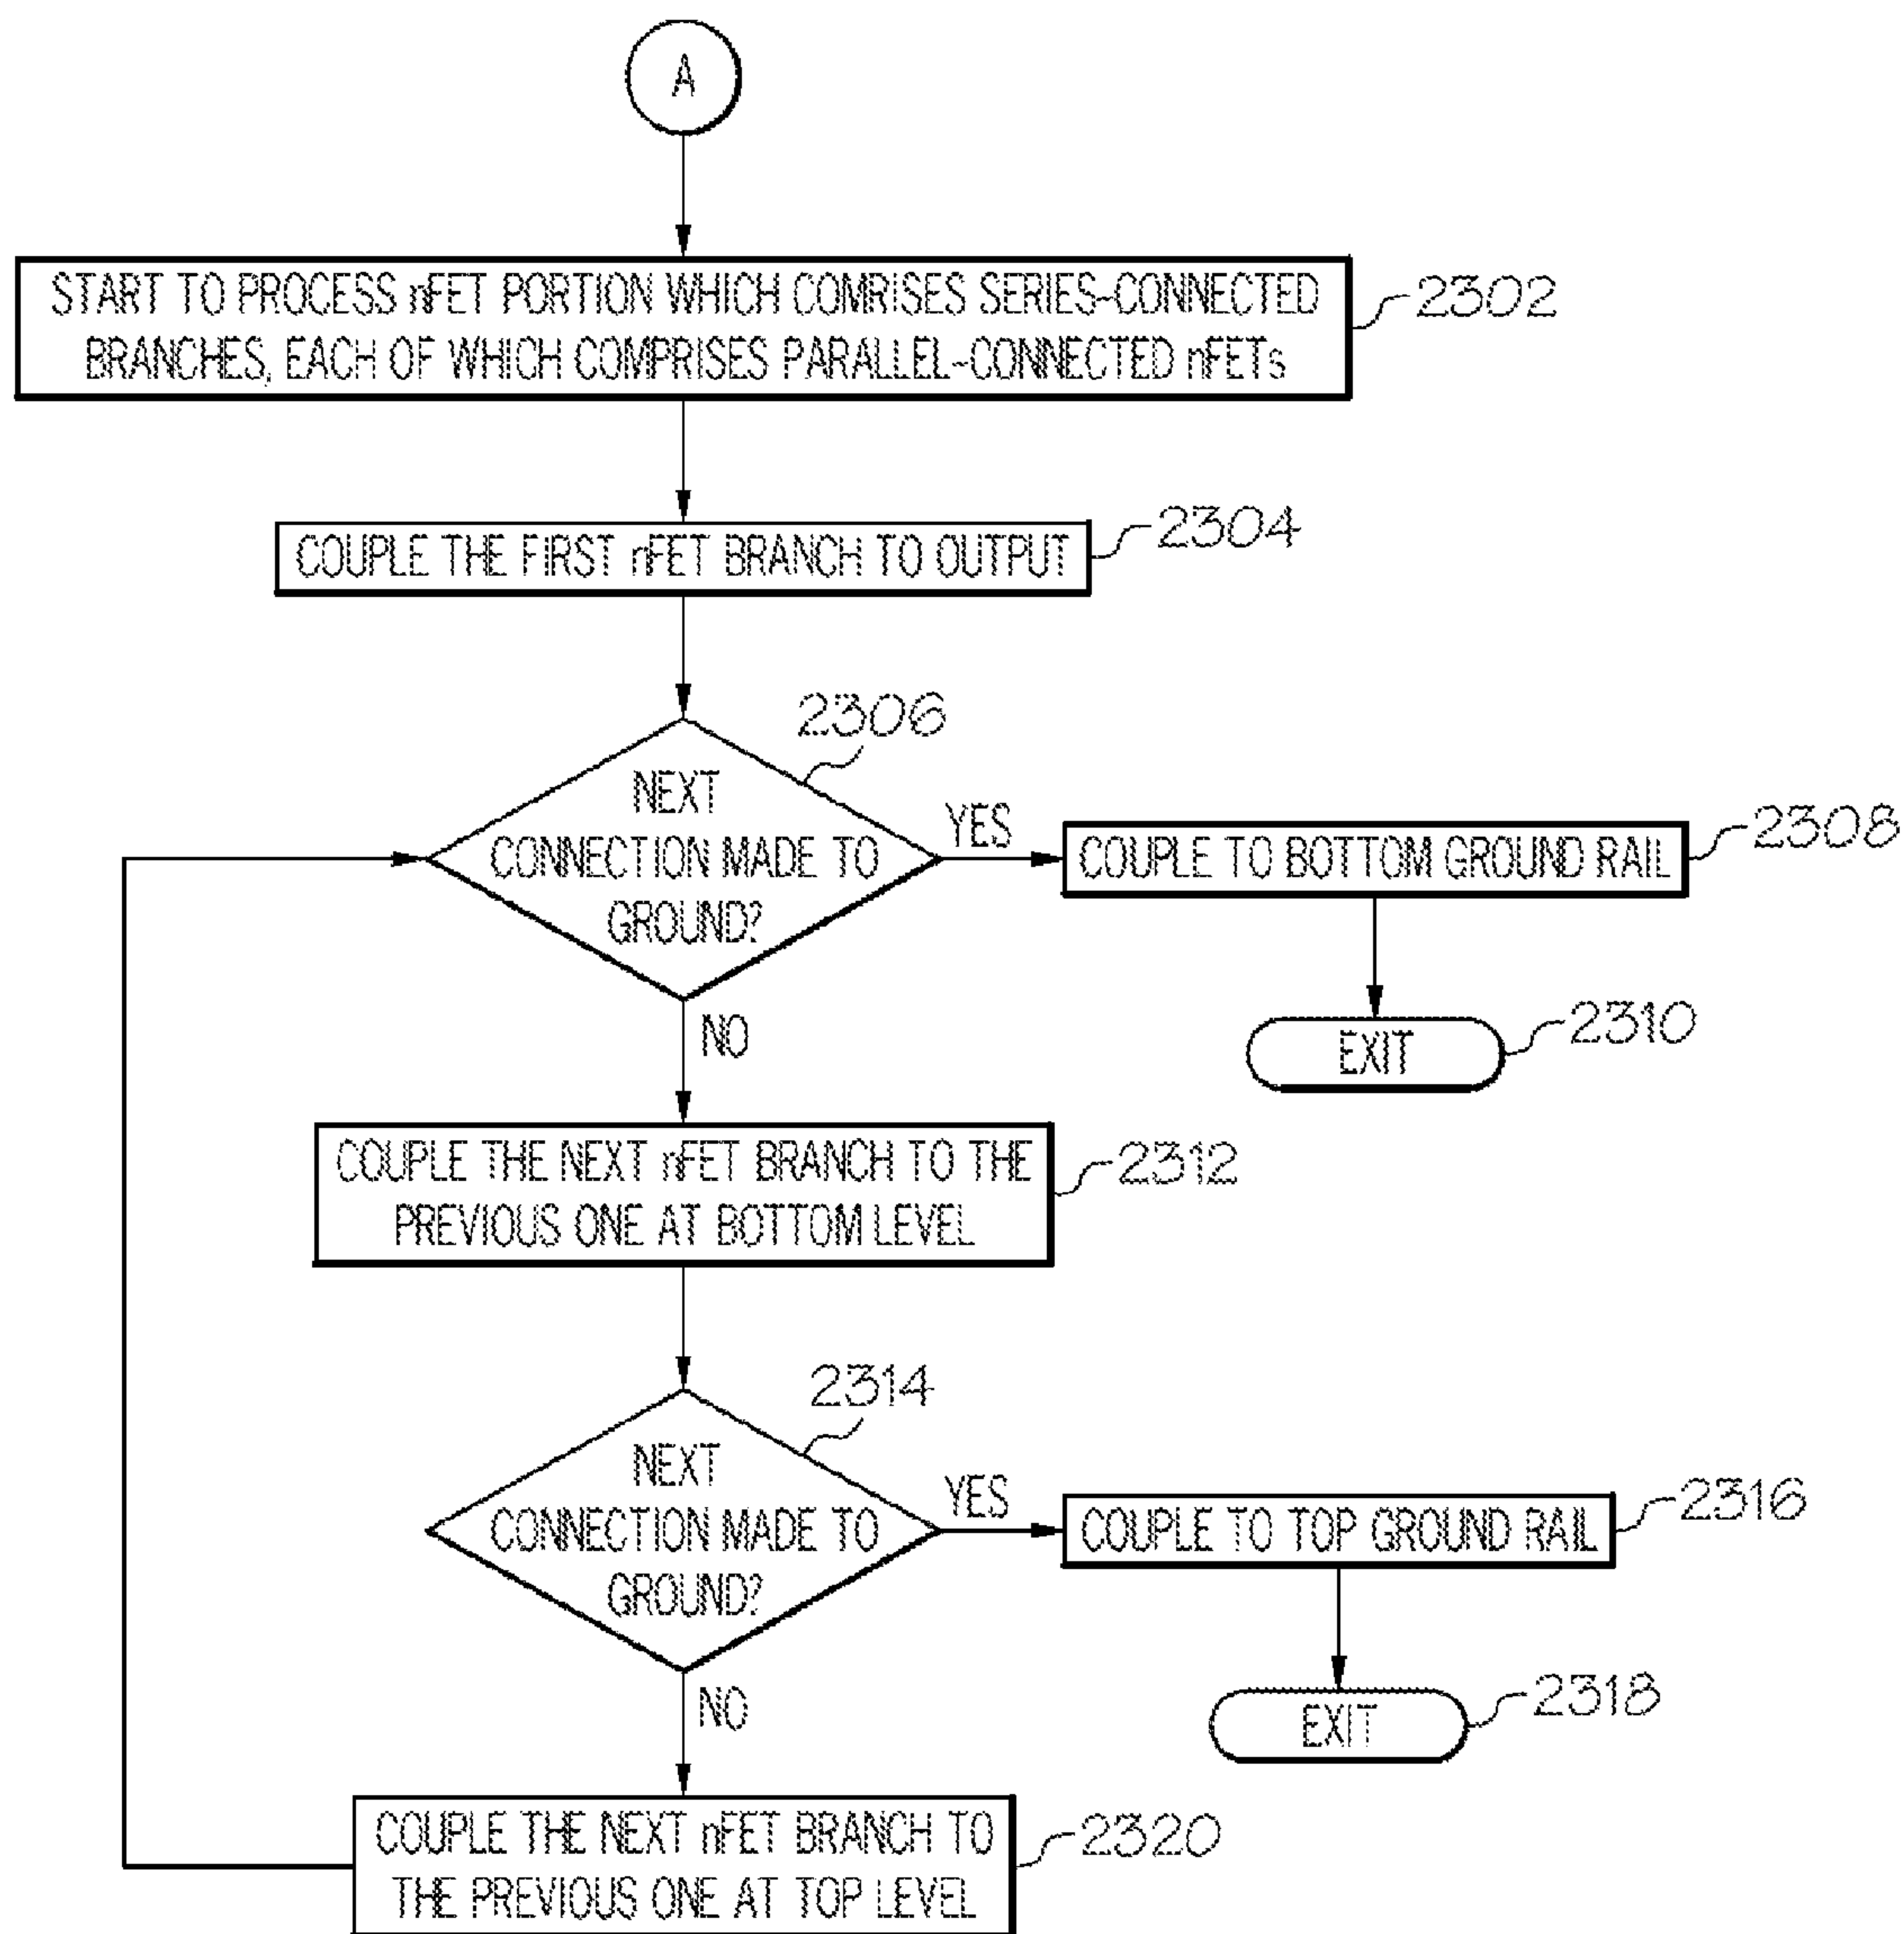 A
START TO PROCESS nFET PORTION WHICH COMRISES SERIES-CONNECTED
BRANCHES, EACH OF WHICH COMPRISES PARALLEL-CONNECTED nFETs
2302
COUPLE THE FIRST nFET BRANCH TO OUTPUT
2304
2306
NEXT
CONNECTION MADE TO
GROUND?
YES
COUPLE TO BOTTOM GROUND RAIL
2308
EXIT
2310
NO
COUPLE THE NEXT nFET BRANCH TO THE
PREVIOUS ONE AT BOTTOM LEVEL
2312
2314
NEXT
CONNECTION MADE TO
GROUND?
YES
COUPLE TO TOP GROUND RAIL
2316
EXIT
2318
NO
COUPLE THE NEXT nFET BRANCH TO
THE PREVIOUS ONE AT TOP LEVEL
2320